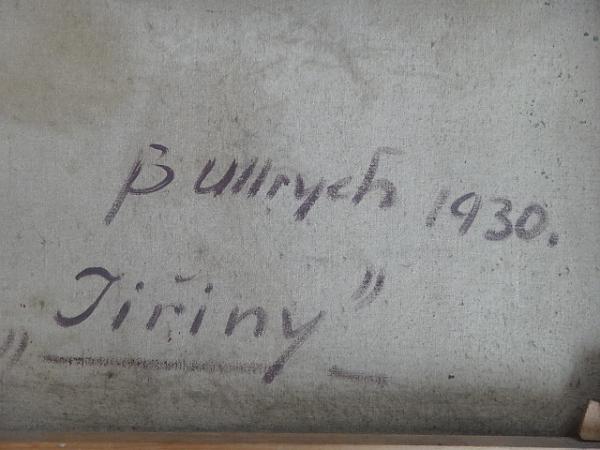 B Ullrych 1930.
„Jiřiny"